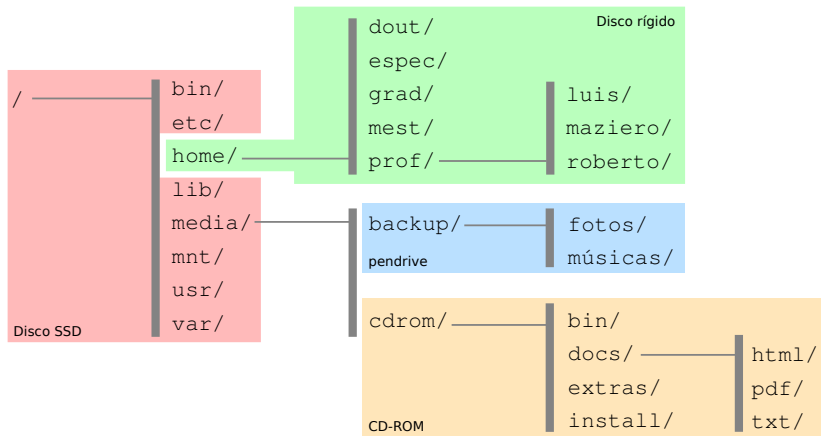 /
bin/
etc/
home/
lib/
media/
mnt/
usr/
var/
Disco SSD
Disco rígido
dout/
espec/
grad/
mest/
prof/
luis/
maziero/
roberto/
backup/
pendrive
fotos/
músicas/
cdrom/
CD-ROM
bin/
docs/
extras/
install/
html/
pdf/
txt/